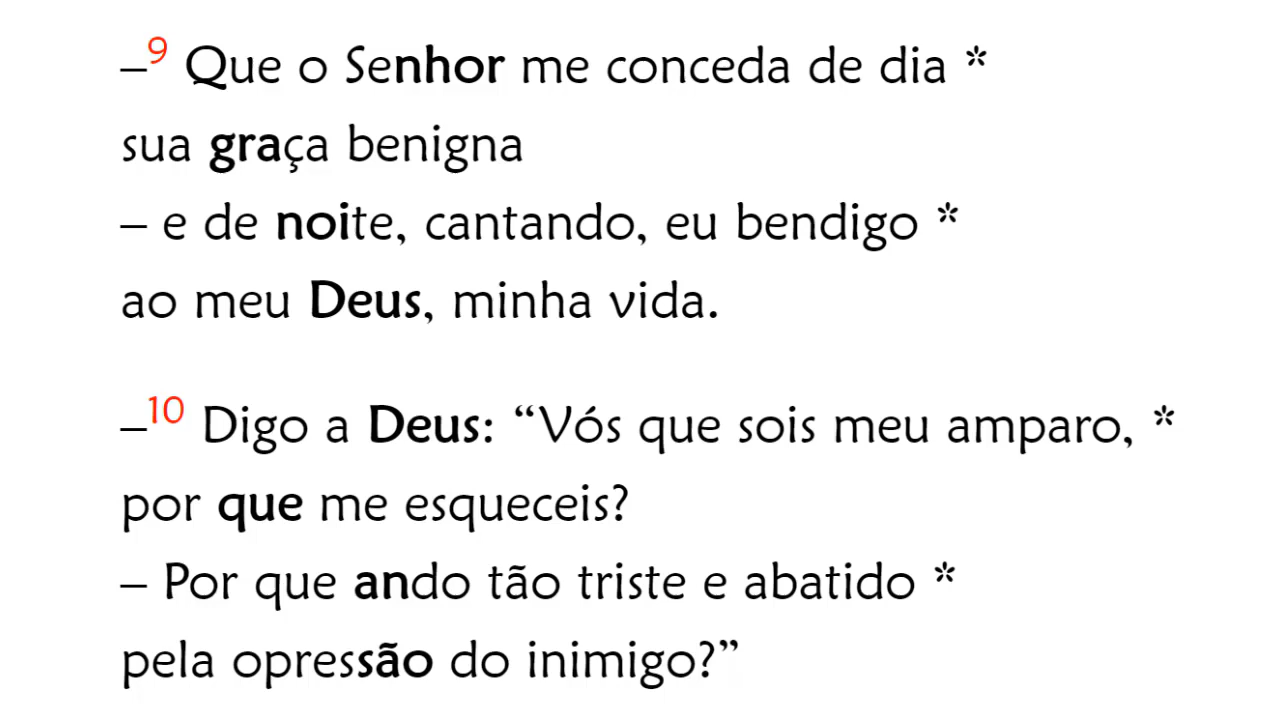 –9 Que o Senhor me conceda de dia *
sua graça benigna
– e de noite, cantando, eu bendigo *
ao meu Deus, minha vida.
–10 Digo a Deus: “Vós que sois meu amparo, *
por que me esqueceis?
– Por que ando tão triste e abatido *
pela opressão do inimigo?”